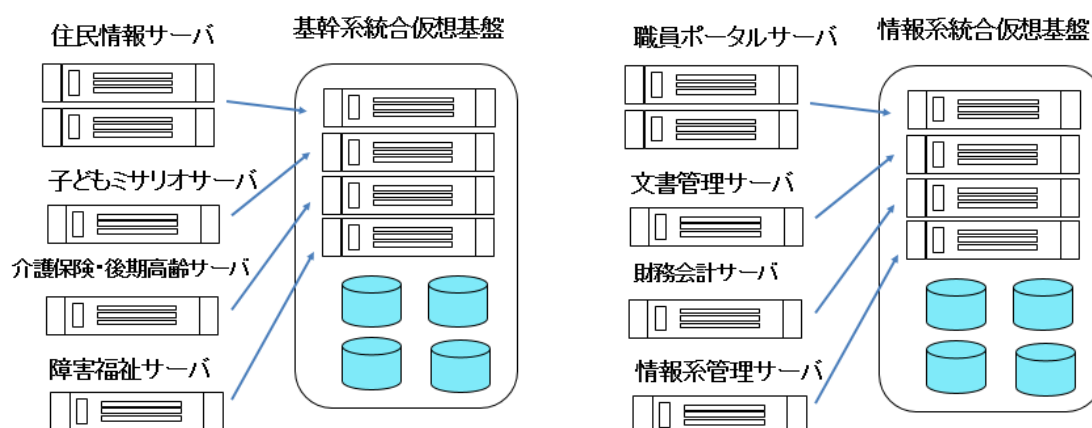 住民情報サーバ
基幹系統合仮想基盤
子どもミサリオサーバ
介護保険・後期高齢サーバ
障害福祉サーバ
職員ポータルサーバ
情報系統合仮想基盤
文書管理サーバ
財務会計サーバ
情報系管理サーバ